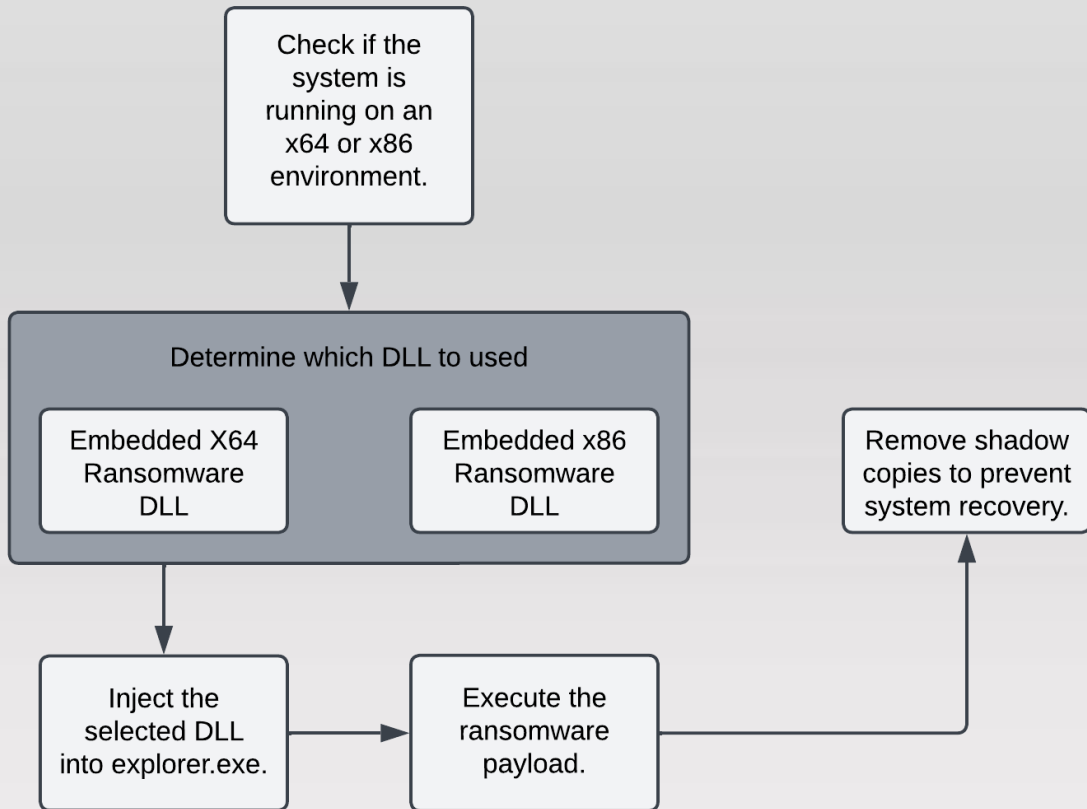 Check if the
system is
running on an
x64 or x86
environment.
Determine which DLL to used
Embedded X64
Ransomware
DLL
Embedded x86
Ransomware
DLL
Remove shadow
copies to prevent
system recovery.
Inject the
selected DLL
into explorer.exe.
Execute the
ransomware
payload.